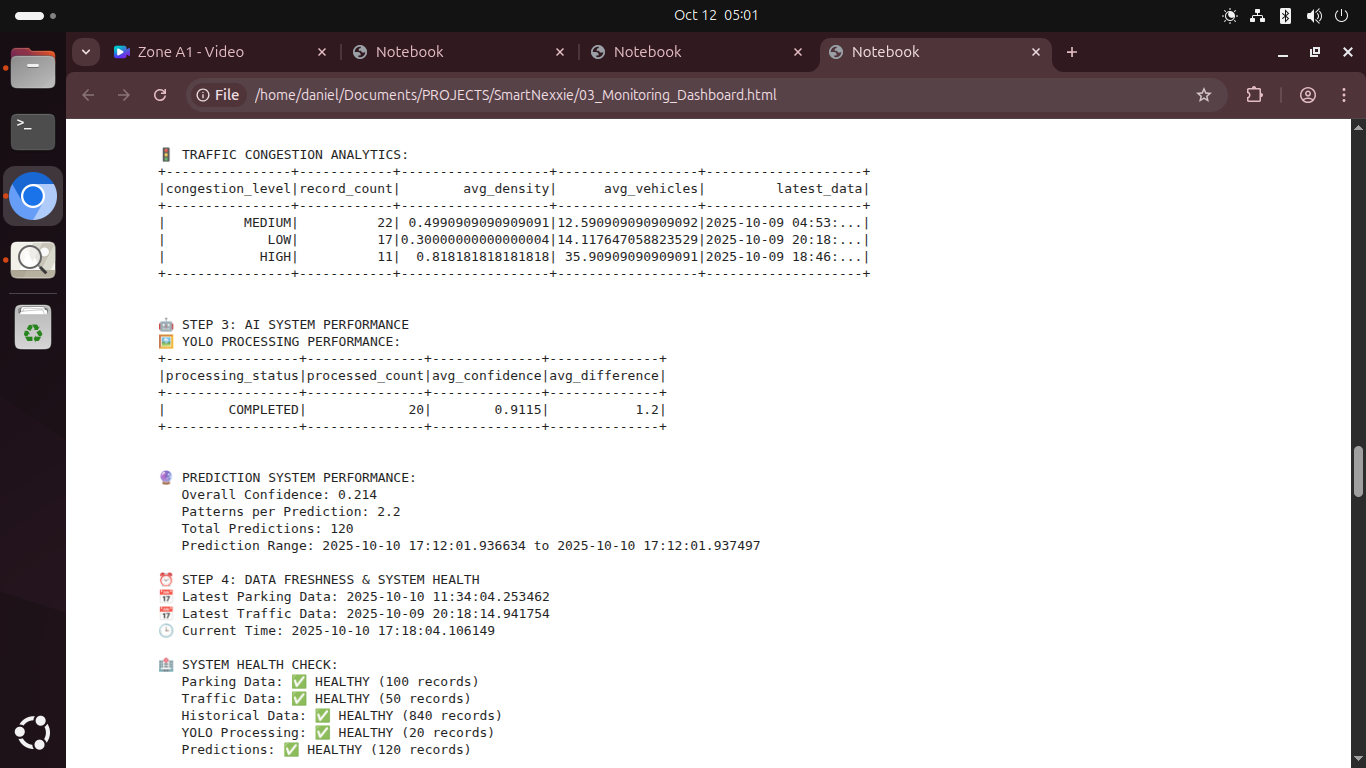 Oct 12 05:01
Zone A1 - Video
Notebook
Notebook
Notebook
File
/home/daniel/Documents/PROJECTS/SmartNexxie/03_Monitoring_Dashboard.html
🚦 TRAFFIC CONGESTION ANALYTICS:
+----------------+------------+-------------------+------------------+--------------------+
|congestion_level|record_count|        avg_density|      avg_vehicles|         latest_data|
+----------------+------------+-------------------+------------------+--------------------+
|          MEDIUM|          22| 0.4990909090909091|12.590909090909092|2025-10-09 04:53:...|
|             LOW|          17|0.30000000000000004|14.117647058823529|2025-10-09 20:18:...|
|            HIGH|          11|  0.818181818181818| 35.90909090909091|2025-10-09 18:46:...|
+----------------+------------+-------------------+------------------+--------------------+
🤖 STEP 3: AI SYSTEM PERFORMANCE
🖼️ YOLO PROCESSING PERFORMANCE:
+-----------------+---------------+--------------+--------------+
|processing_status|processed_count|avg_confidence|avg_difference|
+-----------------+---------------+--------------+--------------+
|        COMPLETED|             20|        0.9115|           1.2|
+-----------------+---------------+--------------+--------------+
🔮 PREDICTION SYSTEM PERFORMANCE:
Overall Confidence: 0.214
Patterns per Prediction: 2.2
Total Predictions: 120
Prediction Range: 2025-10-10 17:12:01.936634 to 2025-10-10 17:12:01.937497
⏰ STEP 4: DATA FRESHNESS & SYSTEM HEALTH
📅 Latest Parking Data: 2025-10-10 11:34:04.253462
📅 Latest Traffic Data: 2025-10-09 20:18:14.941754
🕒 Current Time: 2025-10-10 17:18:04.106149
🏥 SYSTEM HEALTH CHECK:
Parking Data: ✅ HEALTHY (100 records)
Traffic Data: ✅ HEALTHY (50 records)
Historical Data: ✅ HEALTHY (840 records)
YOLO Processing: ✅ HEALTHY (20 records)
Predictions: ✅ HEALTHY (120 records)